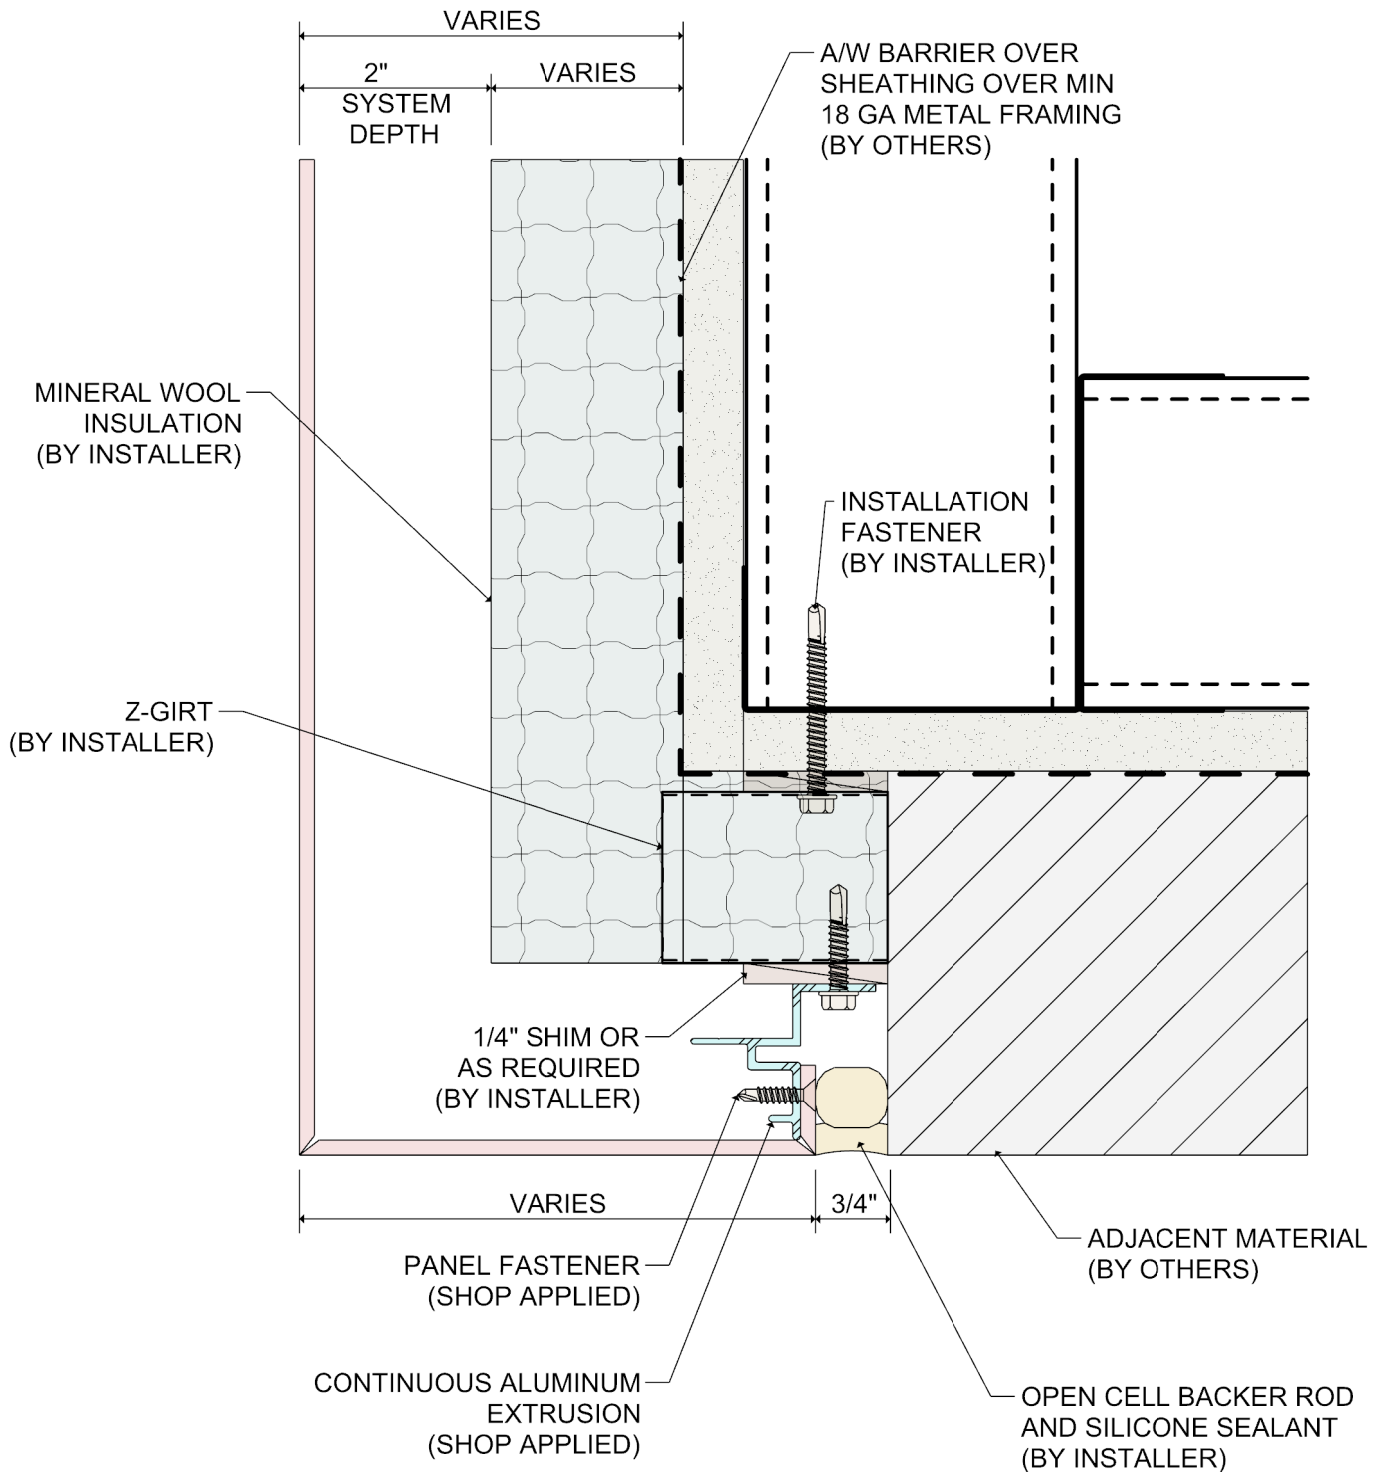 VARIES
2"
SYSTEM
DEPTH
VARIES
A/W BARRIER OVER
SHEATHING OVER MIN
18 GA METAL FRAMING
(BY OTHERS)
MINERAL WOOL
INSULATION
(BY INSTALLER)
INSTALLATION
FASTENER
(BY INSTALLER)
Z-GIRT
(BY INSTALLER)
1/4" SHIM OR
AS REQUIRED
(BY INSTALLER)
VARIES
3/4"
PANEL FASTENER
(SHOP APPLIED)
ADJACENT MATERIAL
(BY OTHERS)
CONTINUOUS ALUMINUM
EXTRUSION
(SHOP APPLIED)
OPEN CELL BACKER ROD
AND SILICONE SEALANT
(BY INSTALLER)